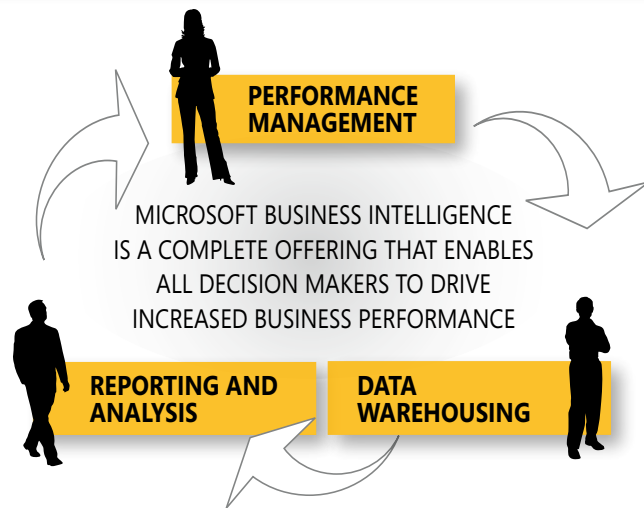 PERFORMANCE
MANAGEMENT
MICROSOFT BUSINESS INTELLIGENCE
IS A COMPLETE OFFERING THAT ENABLES
ALL DECISION MAKERS TO DRIVE
INCREASED BUSINESS PERFORMANCE
REPORTING AND
ANALYSIS
DATA
WAREHOUSING